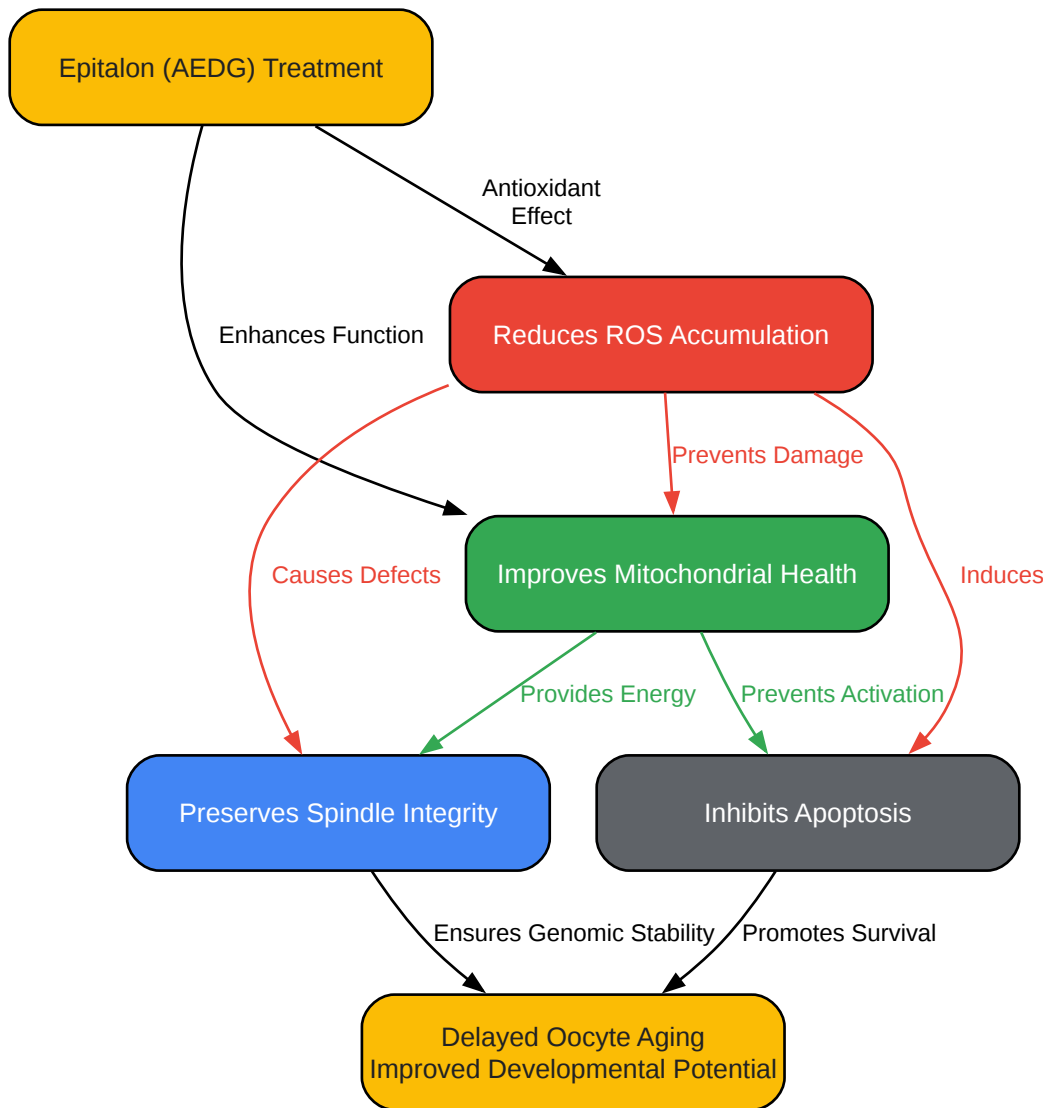 Epitalon (AEDG) Treatment
Antioxidant
Effect
Enhances Function
Reduces ROS Accumulation
Prevents Damage
Causes Defects
Improves Mitochondrial Health
Induces
Provides Energy
Prevents Activation
Preserves Spindle Integrity
Inhibits Apoptosis
Ensures Genomic Stability
Promotes Survival
Delayed Oocyte Aging
Improved Developmental Potential